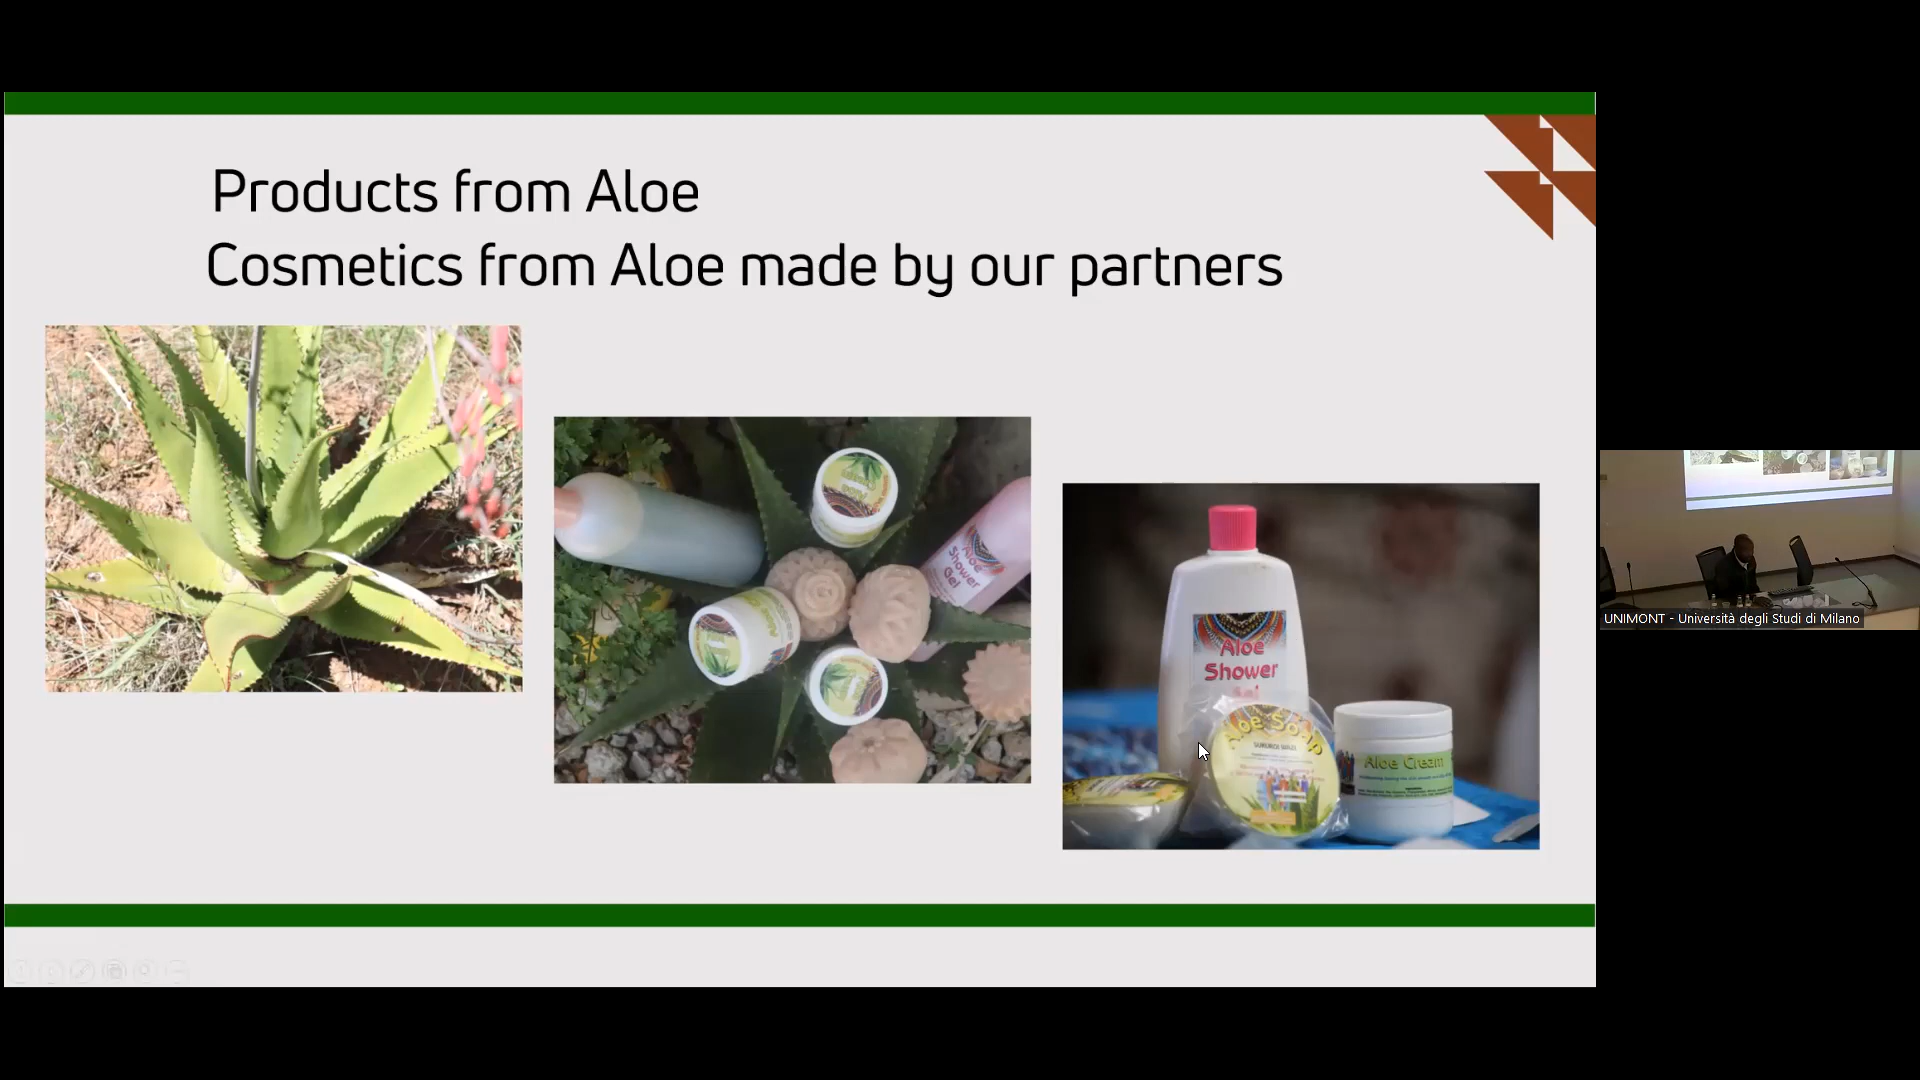 Products from Aloe
Cosmetics from Aloe made by our partners
Aloe
Shower
Gel
Aloe
Shower
Gel
Aloe Soap
Aloe Cream
UNIMONT - Università degli Studi di Milano